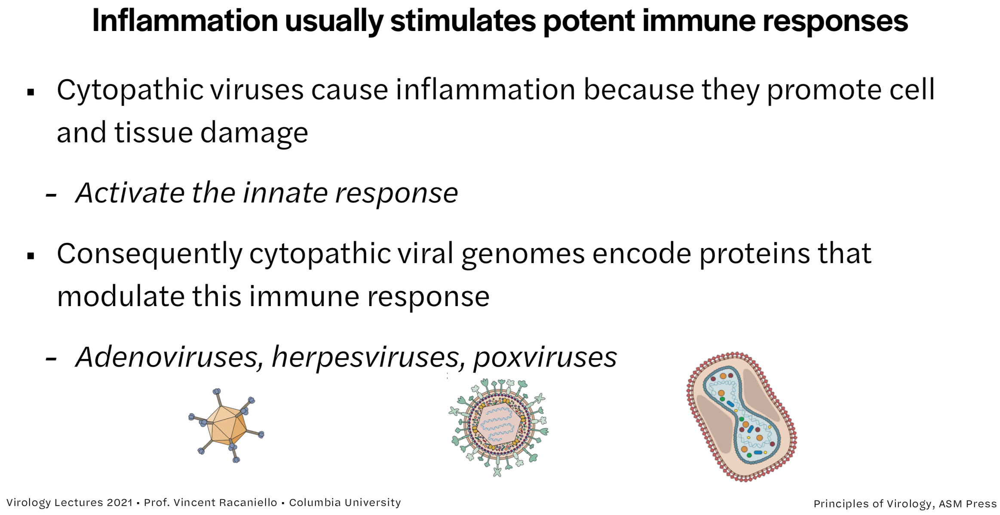 Inflammation usually stimulates potent immune responses
▪ Cytopathic viruses cause inflammation because they promote cell
and tissue damage
- Activate the innate response
▪ Consequently cytopathic viral genomes encode proteins that
modulate this immune response
- Adenoviruses, herpesviruses, poxviruses
Virology Lectures 2021 ▪ Prof. Vincent Racaniello ▪ Columbia University
Principles of Virology, ASM Press